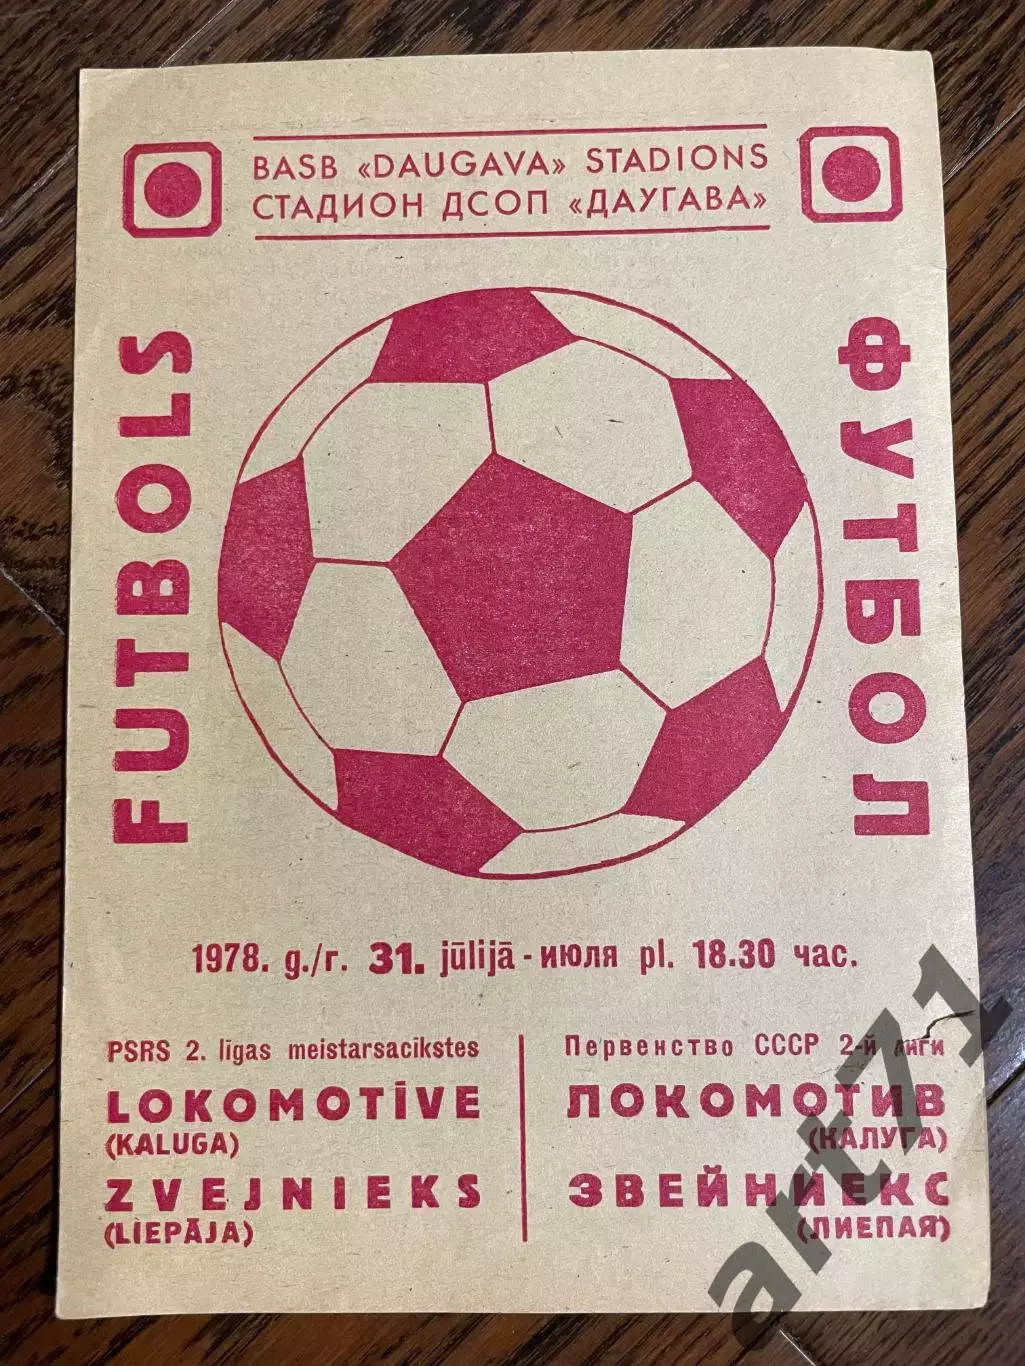 BASB «DAUGAVA» STADIONS
СТАДИОН ДСОП «ДАУГАВА»
FUTBOLS
ФУТБОЛ
1978. g./г. 31. jūlijā - июля pl. 18.30 час.
PSRS 2. līgas meistarsacikstes
LOKOMOTĪVE
(KALUGA)
ZVEJNIEKS
(LIEPĀJA)
Первенство СССР 2-й лиги
ЛОКОМОТИВ
(КАЛУГА)
ЗВЕЙНИЕКС
(ЛИЕПАЯ)
art71